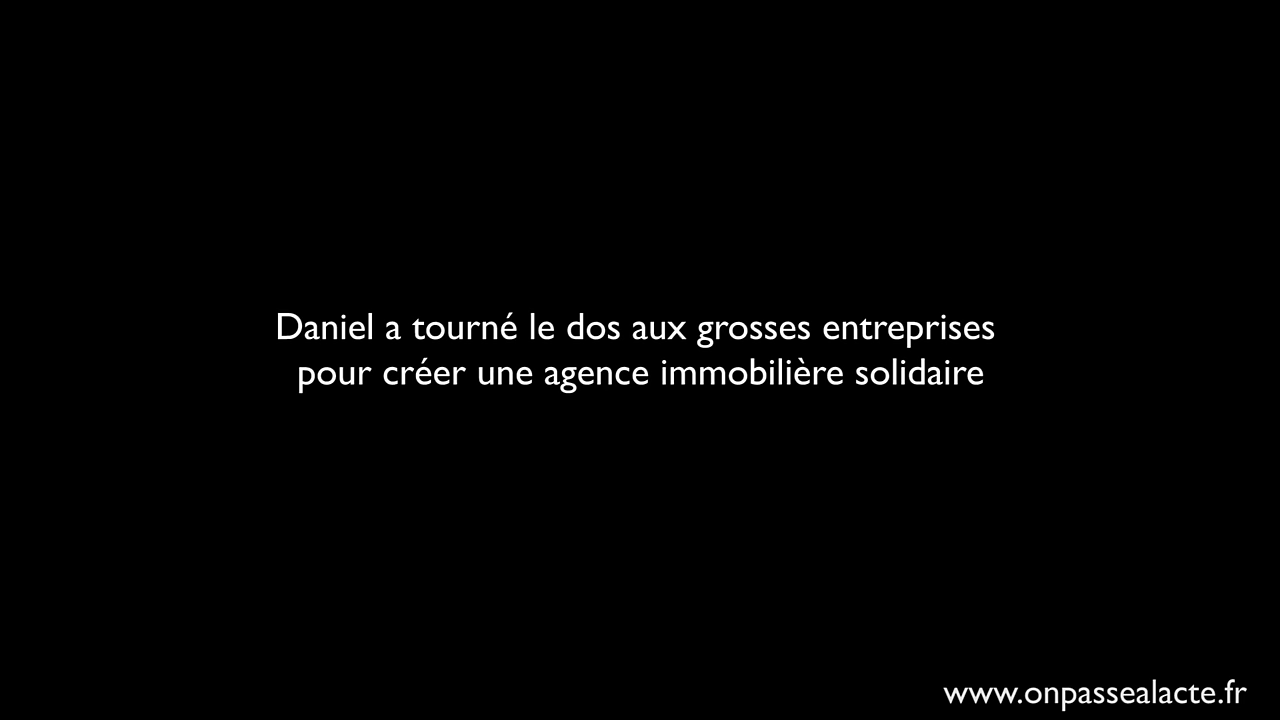 Daniel a tourné le dos aux grosses entreprises
pour créer une agence immobilière solidaire
www.onpassealacte.fr